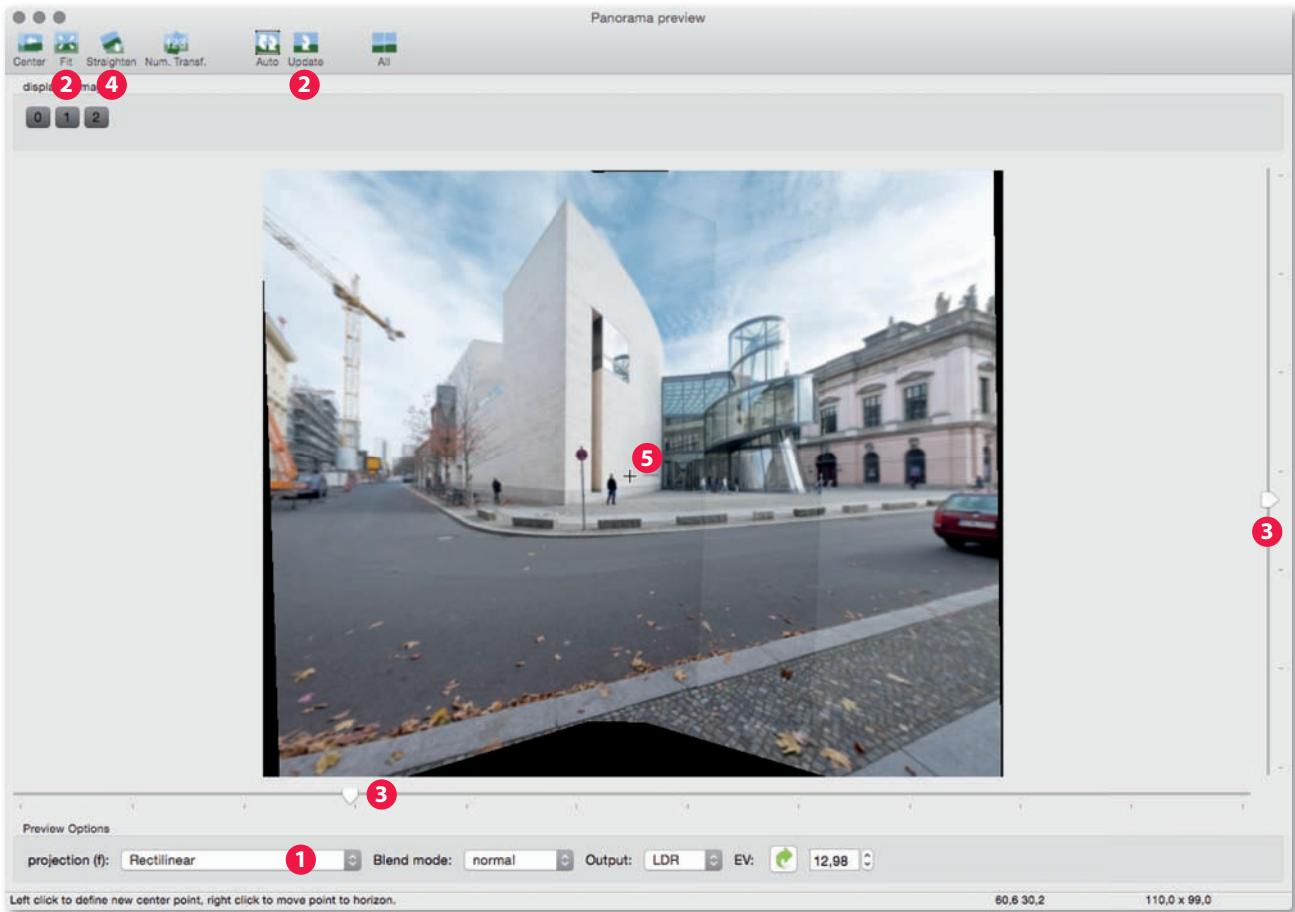 Panorama preview
Center Fit Straighten Num. Transf. Auto Update All
2 4 2
0 1 2
5
3
3
Preview Options
projection (f): Rectilinear 1 Blend mode: normal Output: LDR EV: 12,98
Left click to define new center point, right click to move point to horizon. 60,6 30,2 110,0 x 99,0